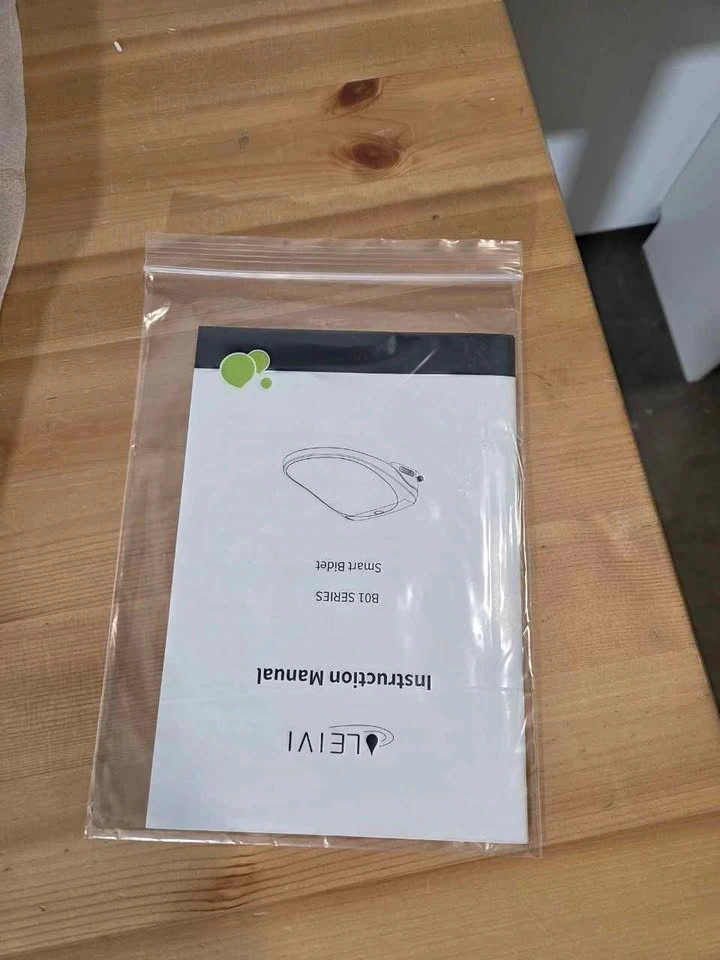 LEIVI
Instruction Manual
B01 SERIES
Smart Bidet